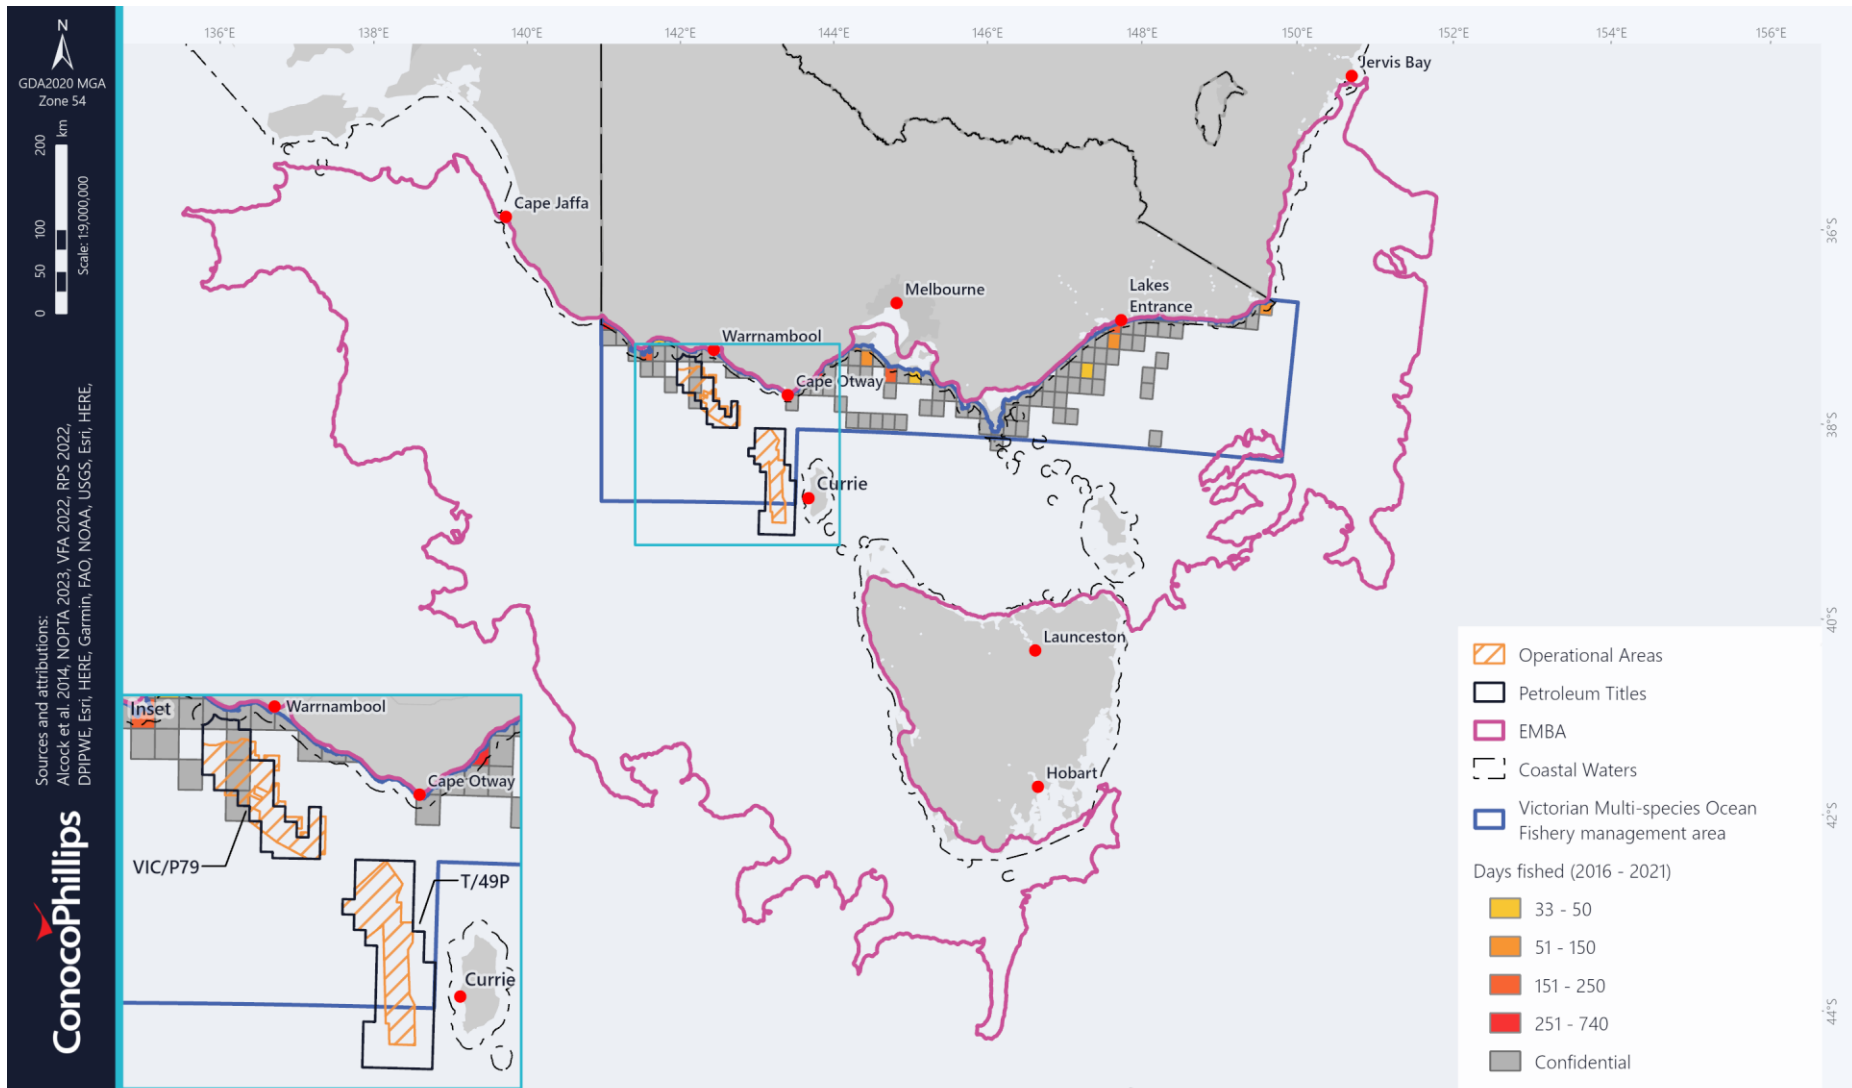 N
GDA2020 MGA
Zone 54
0 50 100 200 km
Scale: 1:9,000,000
Sources and attributions:
Alcock et al. 2014, NOPTA 2023, VFA 2022, RPS 2022,
DPIPWE, Esri, HERE, Garmin, FAO, NOAA, USGS, Esri, HERE,
ConocoPhillips
136°E 138°E 140°E 142°E 144°E 146°E 148°E 150°E 152°E 154°E 156°E
Jervis Bay
Cape Jaffa
36°S
Melbourne
Lakes
Entrance
Warrnambool
Cape Otway
38°S
Currie
40°S
Launceston
Hobart
42°S
44°S
Inset
Warrnambool
Cape Otway
VIC/P79
T/49P
Currie
Operational Areas
Petroleum Titles
EMBA
Coastal Waters
Victorian Multi-species Ocean
Fishery management area
Days fished (2016 - 2021)
33 - 50
51 - 150
151 - 250
251 - 740
Confidential